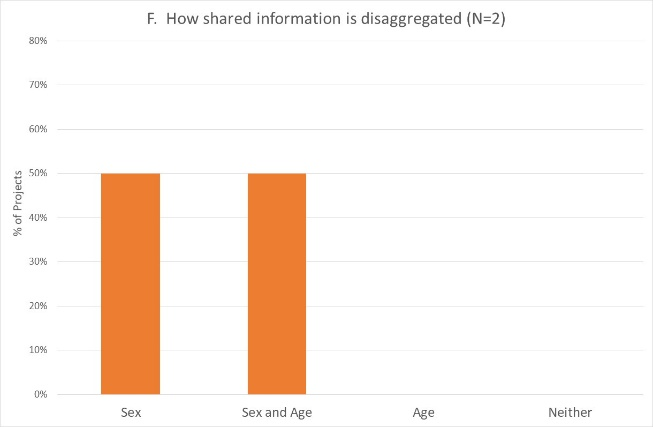 F.  How shared information is disaggregated (N=2)
80%
70%
60%
50%
40%
30%
20%
10%
0%
% of Projects
Sex
Sex and Age
Age
Neither